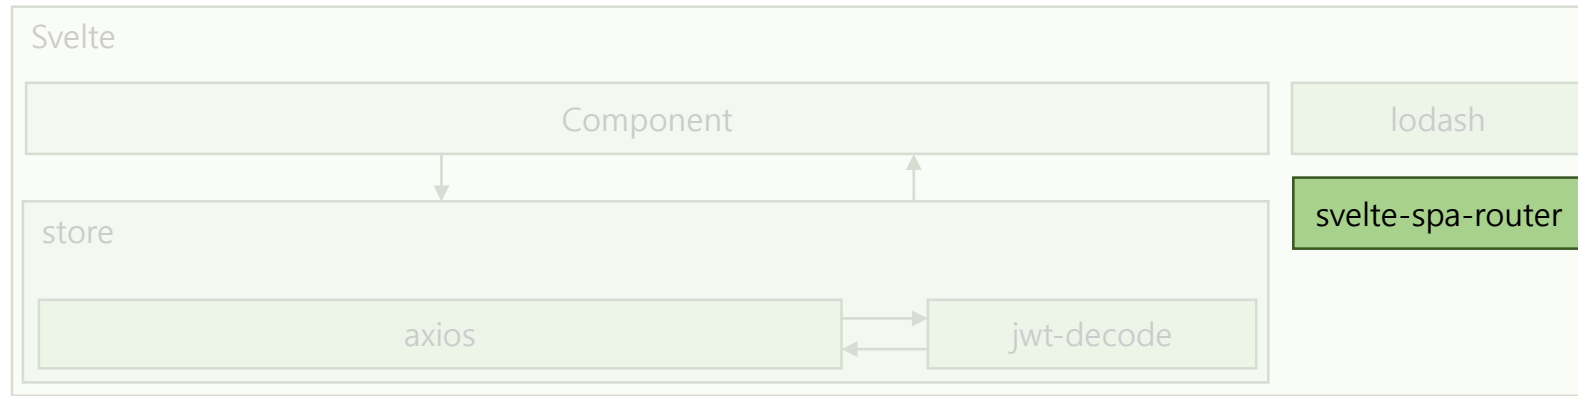 Svelte
Component
lodash
svelte-spa-router
store
axios
jwt-decode